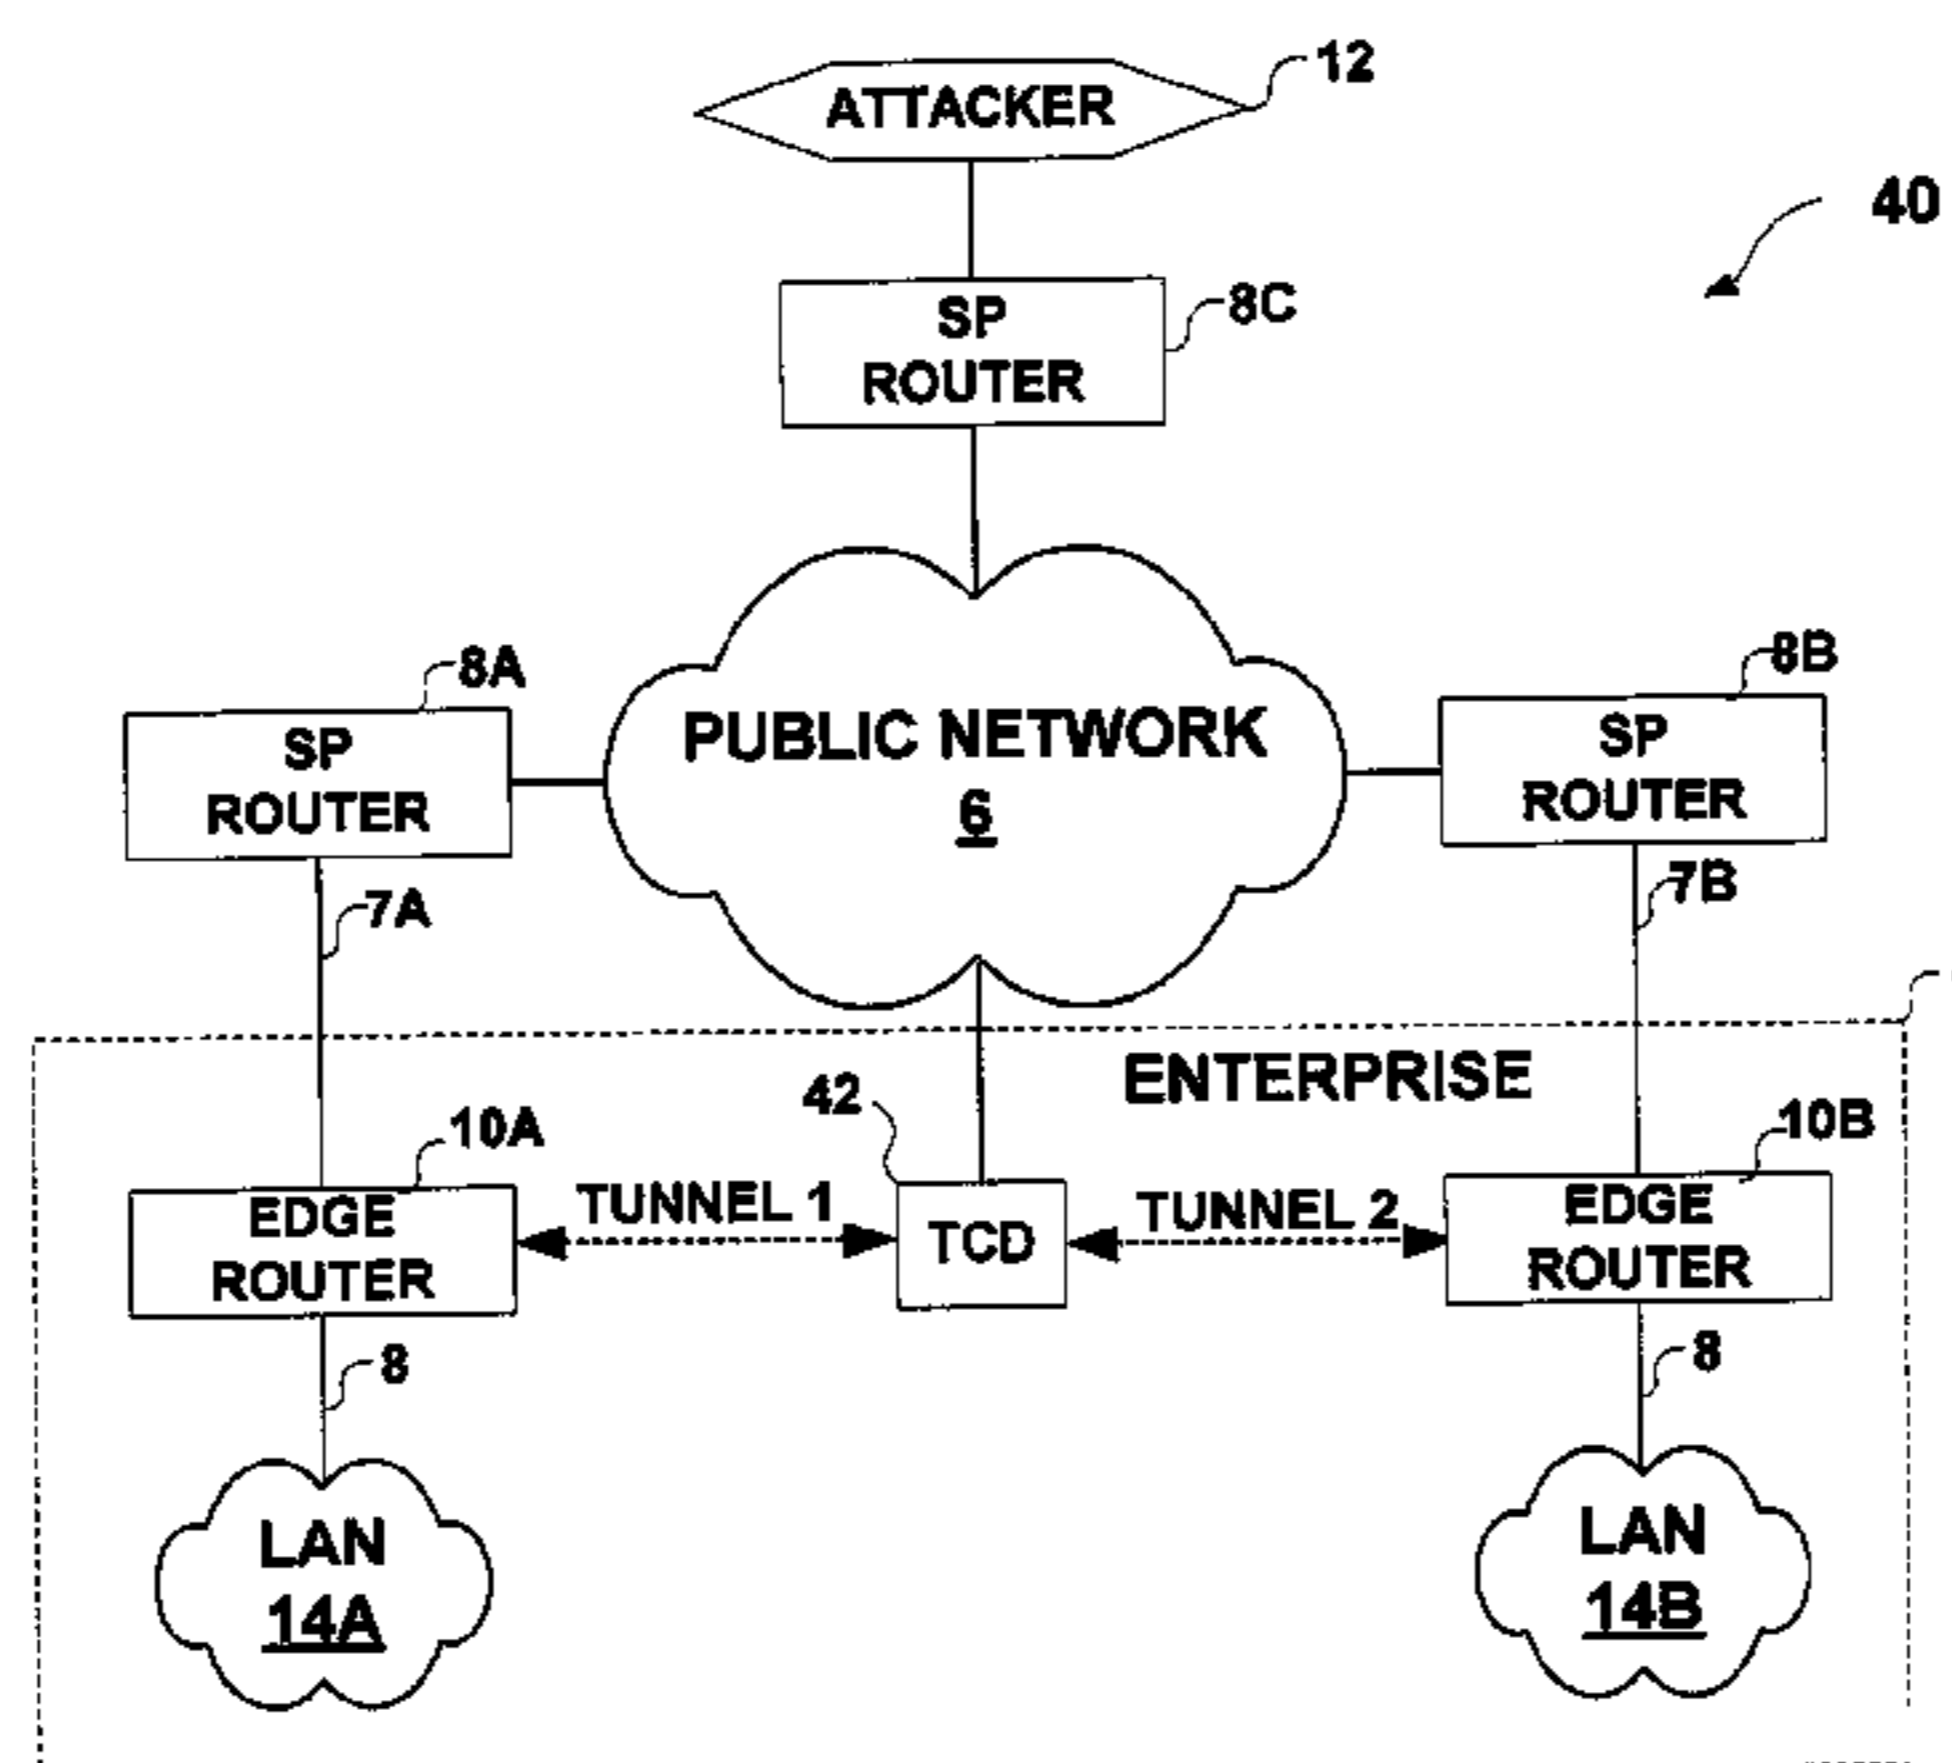 ATTACKER
12
40
SP
ROUTER
8C
8A
SP
ROUTER
PUBLIC NETWORK
6
8B
SP
ROUTER
7A
7B
ENTERPRISE
42
10A
EDGE
ROUTER
TUNNEL 1
TCD
TUNNEL 2
10B
EDGE
ROUTER
8
8
LAN
14A
LAN
14B